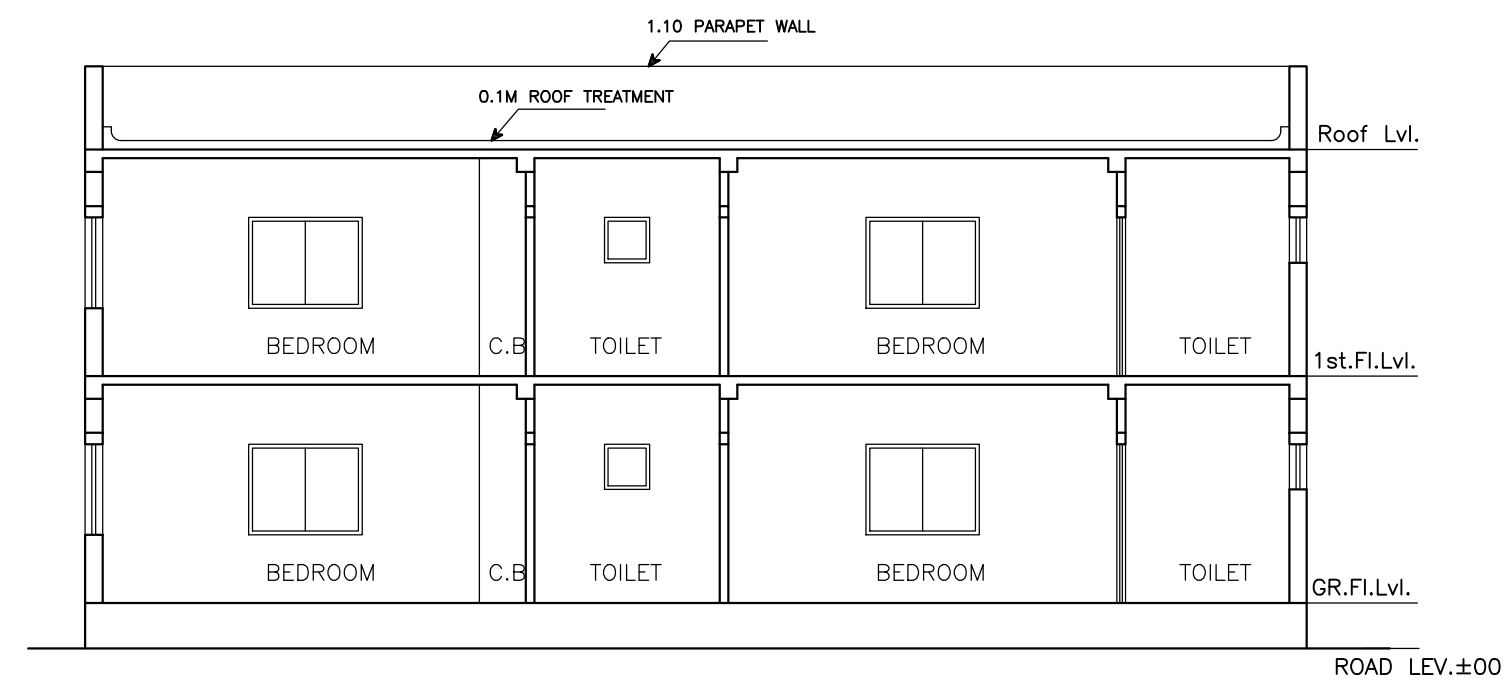 1.10 PARAPET WALL
0.1M ROOF TREATMENT
Roof Lvl.
BEDROOM C.B TOILET BEDROOM TOILET
1st.Fl.Lvl.
BEDROOM C.B TOILET BEDROOM TOILET
GR.Fl.Lvl.
ROAD LEV.±00